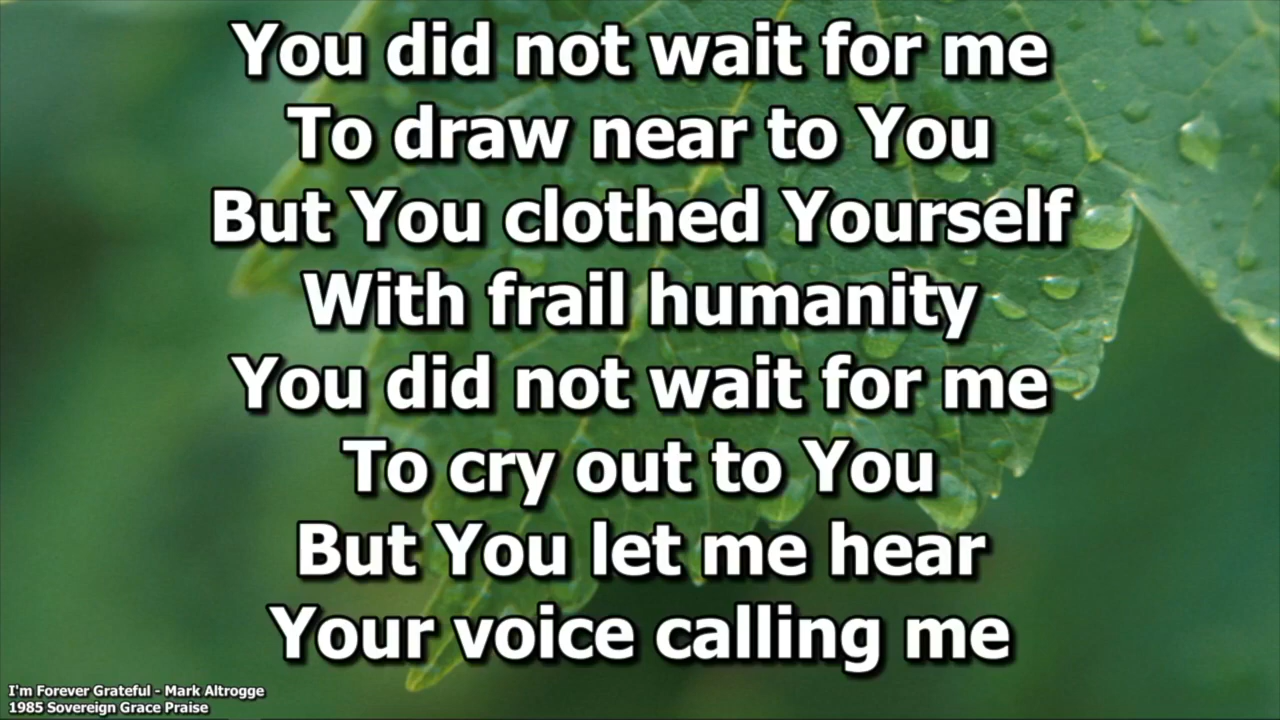 You did not wait for me
To draw near to You
But You clothed Yourself
With frail humanity
You did not wait for me
To cry out to You
But You let me hear
Your voice calling me
I'm Forever Grateful - Mark Altrogge
1985 Sovereign Grace Praise